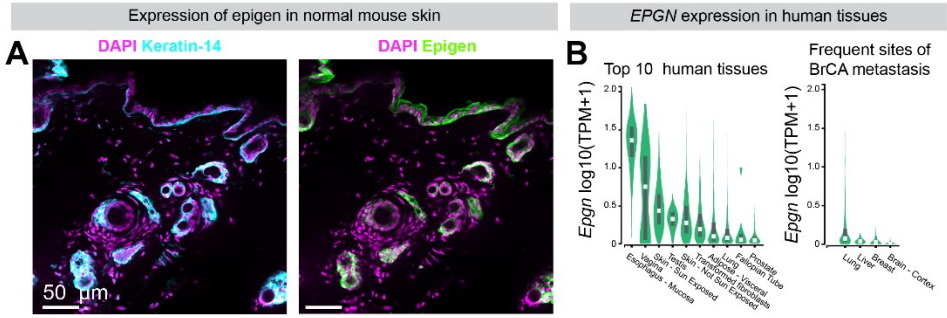 Expression of epigen in normal mouse skin
EPGN expression in human tissues
A
DAPI Keratin-14
DAPI Epigen
50 µm
B
Top 10 human tissues
Epgn log10(TPM+1)
2.0
1.5
1.0
0.5
0
Esophagus - Mucosa
Vagina
Skin - Sun Exposed
Testis
Skin - Not Sun Exposed
Transformed fibroblasts
Adipose - Visceral
Lung
Fallopian Tube
Prostate
Frequent sites of
BrCA metastasis
Epgn log10(TPM+1)
2.0
1.5
1.0
0.5
0
Lung
Liver
Breast
Brain - Cortex